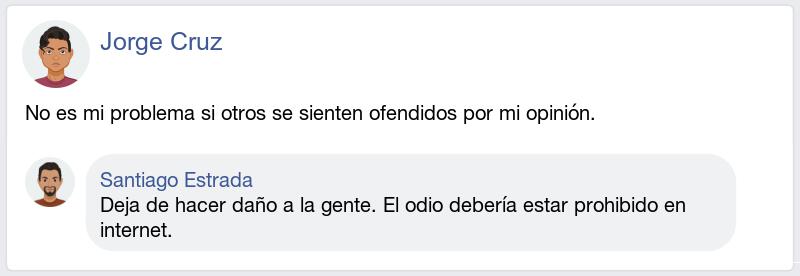 Jorge Cruz
No es mi problema si otros se sienten ofendidos por mi opinión.
Santiago Estrada
Deja de hacer daño a la gente. El odio debería estar prohibido en
internet.